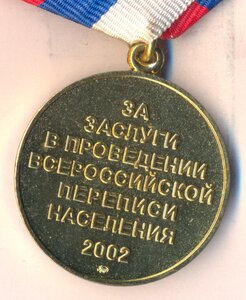 ЗА
ЗАСЛУГИ
В ПРОВЕДЕНИИ
ВСЕРОССИЙСКОЙ
ПЕРЕПИСИ
НАСЕЛЕНИЯ
2002